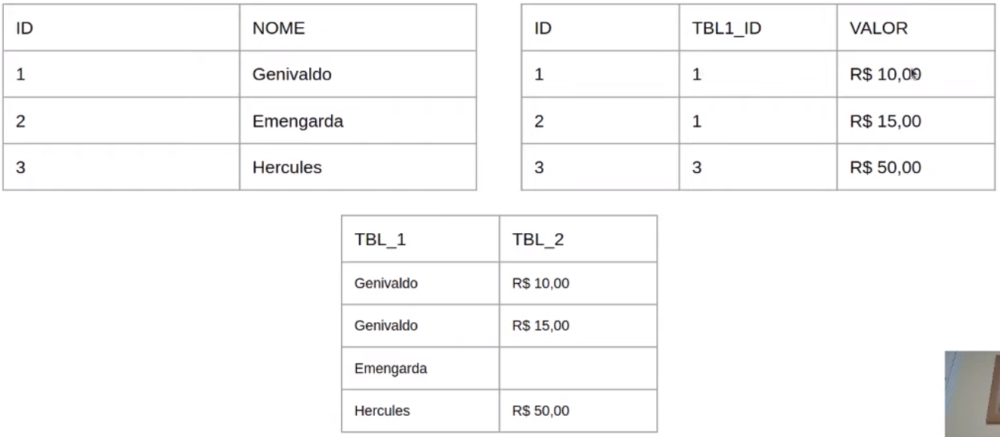 ID NOME
1 Genivaldo
2 Emengarda
3 Hercules
ID TBL1_ID VALOR
1 1 R$ 10,00
2 1 R$ 15,00
3 3 R$ 50,00
TBL_1 TBL_2
Genivaldo R$ 10,00
Genivaldo R$ 15,00
Emengarda
Hercules R$ 50,00